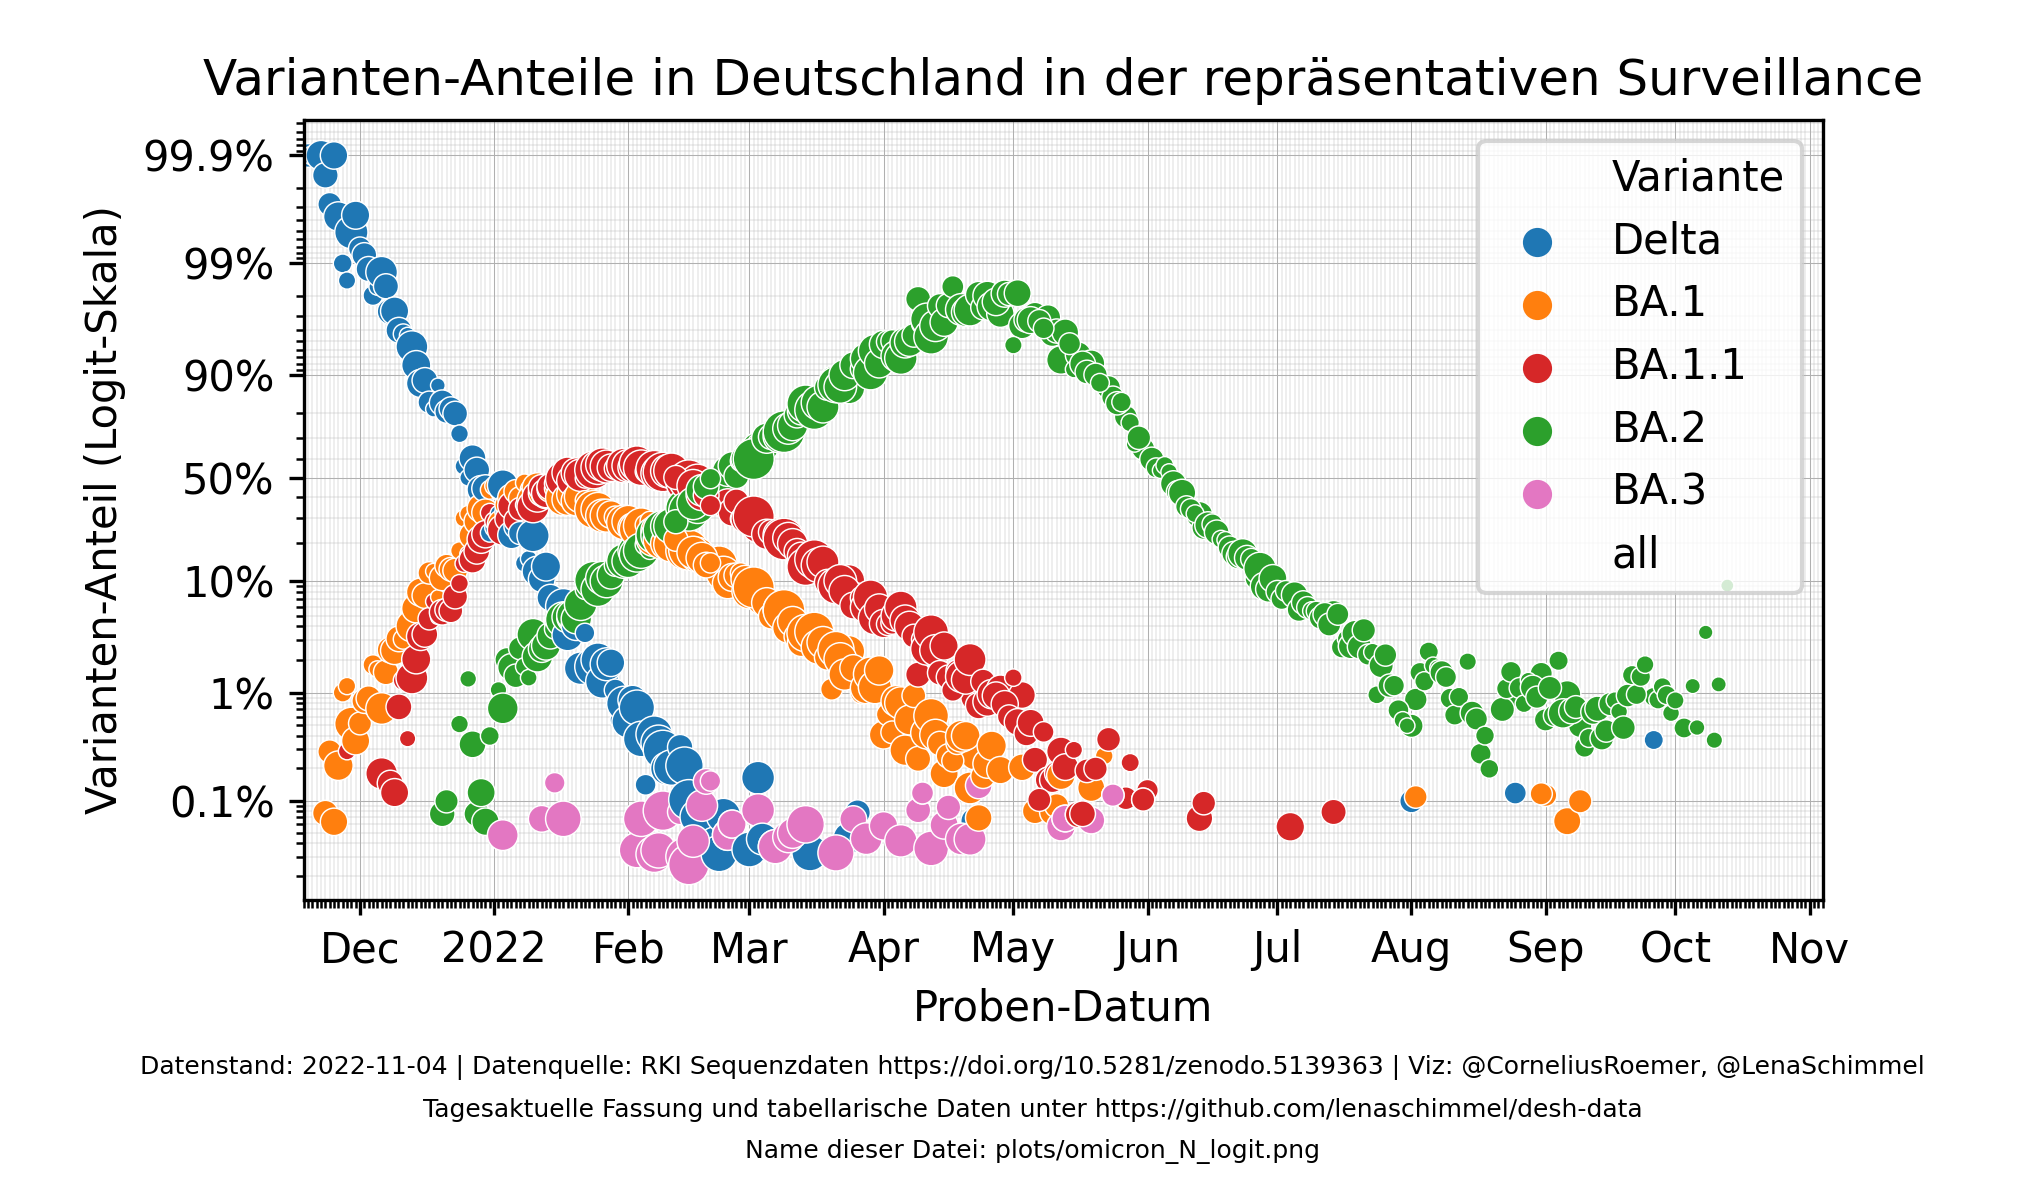 Varianten-Anteile in Deutschland in der repräsentativen Surveillance
Varianten-Anteil (Logit-Skala)
99.9%
99%
90%
50%
10%
1%
0.1%
Variante
Delta
BA.1
BA.1.1
BA.2
BA.3
all
Dec 2022 Feb Mar Apr May Jun Jul Aug Sep Oct Nov
Proben-Datum
Datenstand: 2022-11-04 | Datenquelle: RKI Sequenzdaten https://doi.org/10.5281/zenodo.5139363 | Viz: @CorneliusRoemer, @LenaSchimmel
Tagesaktuelle Fassung und tabellarische Daten unter https://github.com/lenaschimmel/desh-data
Name dieser Datei: plots/omicron_N_logit.png